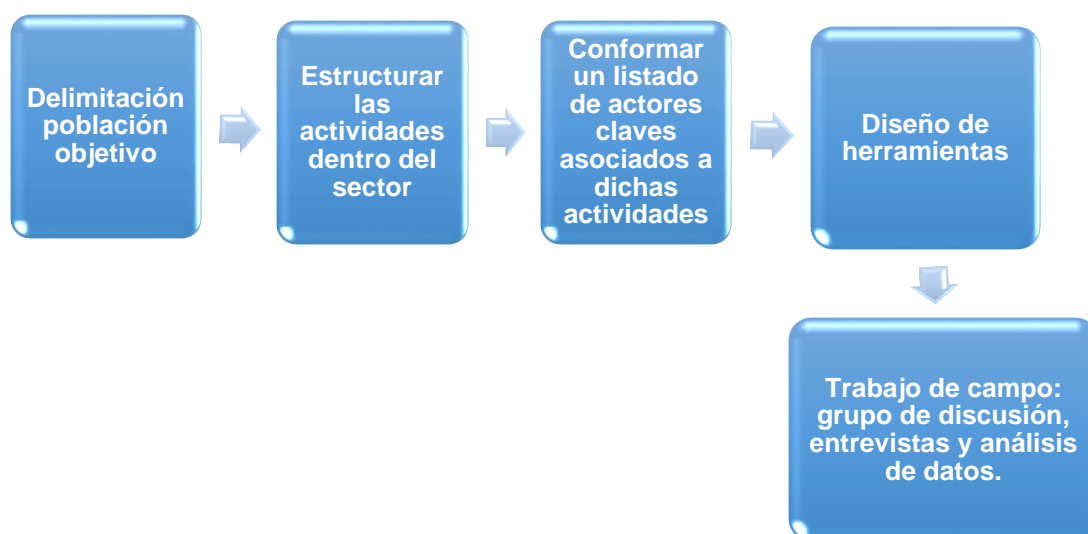 Delimitación
población
objetivo
Estructurar
las
actividades
dentro del
sector
Conformar
un listado
de actores
claves
asociados a
dichas
actividades
Diseño de
herramientas
Trabajo de campo:
grupo de discusión,
entrevistas y análisis
de datos.